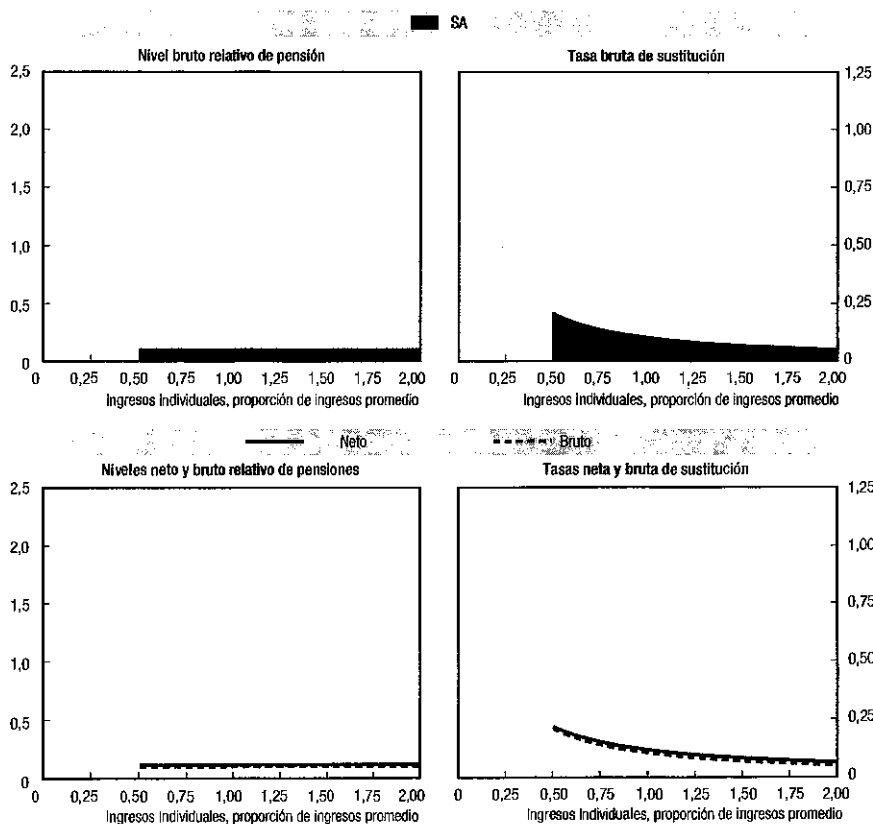 SA
Nivel bruto relativo de pensión
2,5
2,0
1,5
1,0
0,5
0
0 0,25 0,50 0,75 1,00 1,25 1,50 1,75 2,00
Ingresos individuales, proporción de ingresos promedio
Tasa bruta de sustitución
1,25
1,00
0,75
0,50
0,25
0
0 0,25 0,50 0,75 1,00 1,25 1,50 1,75 2,00
Ingresos individuales, proporción de ingresos promedio
Neto Bruto
Niveles neto y bruto relativo de pensiones
2,5
2,0
1,5
1,0
0,5
0
0 0,25 0,50 0,75 1,00 1,25 1,50 1,75 2,00
Ingresos individuales, proporción de ingresos promedio
Tasas neta y bruta de sustitución
1,25
1,00
0,75
0,50
0,25
0
0 0,25 0,50 0,75 1,00 1,25 1,50 1,75 2,00
Ingresos individuales, proporción de ingresos promedio